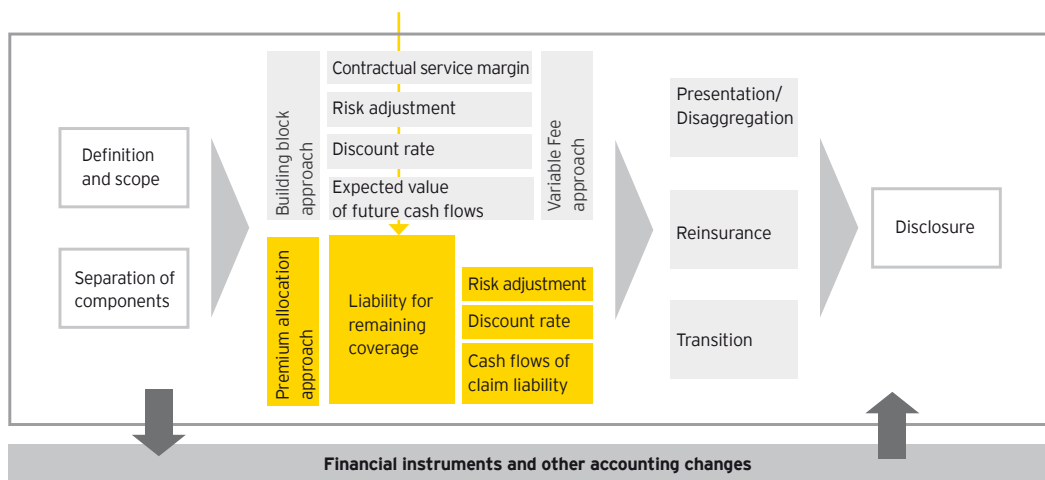 Definition
and scope
Separation of
components
Building block
approach
Contractual service margin
Risk adjustment
Discount rate
Expected value
of future cash flows
Variable Fee
approach
Premium allocation
approach
Liability for
remaining
coverage
Risk adjustment
Discount rate
Cash flows of
claim liability
Presentation/
Disaggregation
Reinsurance
Transition
Disclosure
Financial instruments and other accounting changes